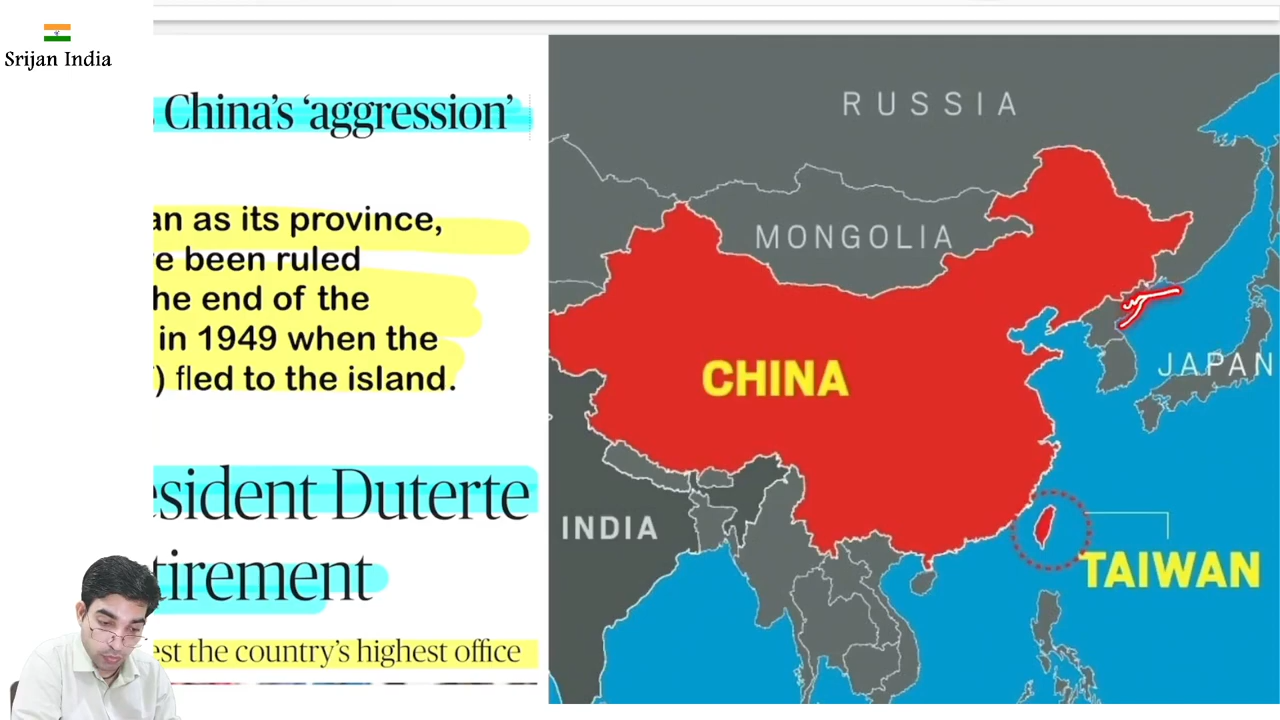 Srijan India
China's 'aggression'
an as its province,
e been ruled
he end of the
in 1949 when the
) fled to the island.
esident Duterte
tirement
est the country's highest office
RUSSIA
MONGOLIA
CHINA
JAPAN
INDIA
TAIWAN